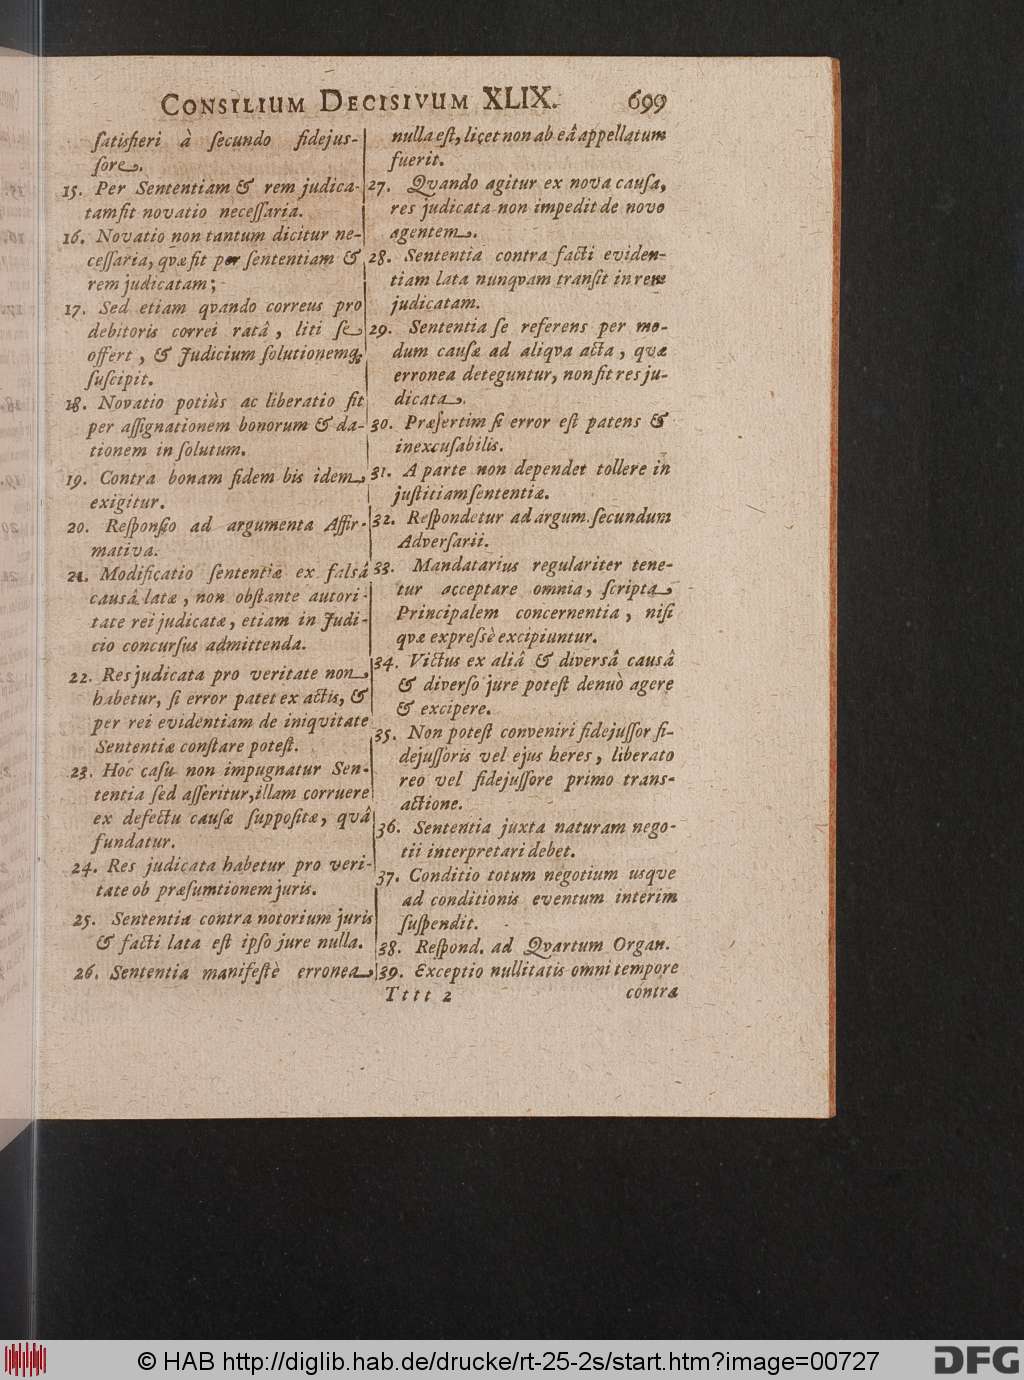 CONSILIUM DECISIVUM XLIX. 699
ſatisfieri à ſecundo fidejus-
ſore.
15. Per Sententiam & rem judica-
tam fit novatio neceſſaria.
16. Novatio non tantum dicitur ne-
ceſſaria, qvæ fit per ſententiam &
rem judicatam;
17. Sed etiam qvando correus pro
debitoris correi ratâ, liti ſe
offert, & Judicium ſolutionemq;
ſuſcipit.
18. Novatio potiùs ac liberatio fit
per aſſignationem bonorum & da-
tionem in ſolutum.
19. Contra bonam fidem bis idem
exigitur.
20. Reſponſio ad argumenta Affir-
mativa.
21. Modificatio ſententiæ ex falsâ
causâ latæ, non obſtante autori-
tate rei judicatæ, etiam in Judi-
cio concurſus admittenda.
22. Res judicata pro veritate non
habetur, ſi error patet ex actis, &
per rei evidentiam de iniqvitate
Sententiæ conſtare poteſt.
23. Hoc caſu non impugnatur Sen-
tentia ſed aſſeritur, illam corruere
ex defectu cauſæ ſuppoſitæ, qvâ
fundatur.
24. Res judicata habetur pro veri-
tate ob præſumtionem juris.
25. Sententia contra notorium juris
& facti lata eſt ipſo jure nulla.
26. Sententia manifeſtè erronea
nulla eſt, licet non ab eâ appellatum
fuerit.
27. Qvando agitur ex nova cauſa,
res judicata non impedit de novo
agentem.
28. Sententia contra facti eviden-
tiam lata nunqvam tranſit in rem
judicatam.
29. Sententia ſe referens per mo-
dum cauſæ ad aliqva acta, qvæ
erronea deteguntur, non fit res ju-
dicata.
30. Præſertim ſi error eſt patens &
inexcuſabilis.
31. A parte non dependet tollere in
juſtitiam ſententiæ.
32. Reſpondetur ad argum. ſecundum
Adverſarii.
33. Mandatarius regulariter tene-
tur acceptare omnia, ſcripta
Principalem concernentia, niſi
qvæ expreſsè excipiuntur.
34. Victus ex aliâ & diversâ causâ
& diverſo jure poteſt denuò agere
& excipere.
35. Non poteſt conveniri fidejuſſor fi-
dejuſſoris vel ejus heres, liberato
reo vel fidejuſſore primo trans-
actione.
36. Sententia juxta naturam nego-
tii interpretari debet.
37. Conditio totum negotium usque
ad conditionis eventum interim
ſuſpendit.
38. Reſpond. ad Qvartum Organ.
39. Exceptio nullitatis omni tempore
Tttt 2 contra
© HAB http://diglib.hab.de/drucke/rt-25-2s/start.htm?image=00727 DFG